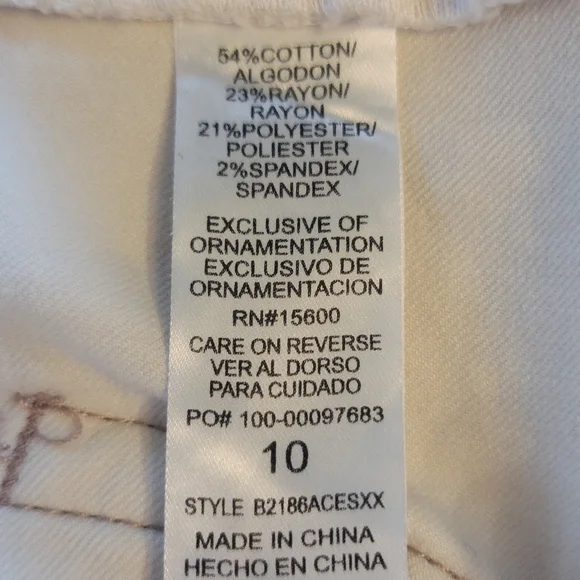 54%COTTON/
ALGODON
23%RAYON/
RAYON
21%POLYESTER/
POLIESTER
2%SPANDEX/
SPANDEX
EXCLUSIVE OF
ORNAMENTATION
EXCLUSIVO DE
ORNAMENTACION
RN#15600
CARE ON REVERSE
VER AL DORSO
PARA CUIDADO
PO# 100-00097683
10
STYLE B2186ACESXX
MADE IN CHINA
HECHO EN CHINA